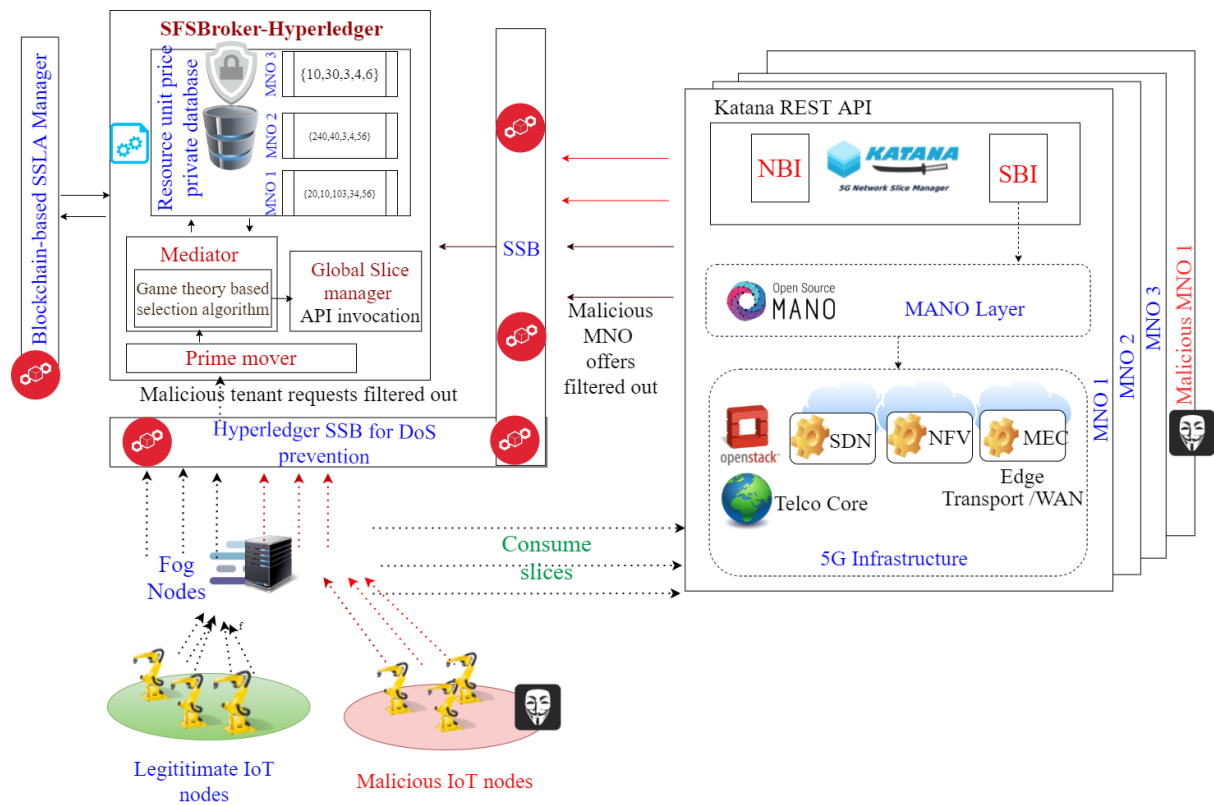 SFSBroker-Hyperledger
Blockchain-based SSLA Manager
Resource unit price
private database
MNO 3
{10,30,3,4,6}
MNO 2
{240,40,3,4,56}
MNO 1
{20,10,103,34,56}
Mediator
Game theory based
selection algorithm
Global Slice
manager
API invocation
Prime mover
Malicious tenant requests filtered out
Hyperledger SSB for DoS
prevention
SSB
Malicious
MNO
offers
filtered out
Katana REST API
NBI
KATANA
5G Network Slice Manager
SBI
Open Source
MANO
MANO Layer
openstack
SDN
NFV
MEC
Telco Core
Edge
Transport /WAN
5G Infrastructure
MNO 1
MNO 2
MNO 3
Malicious MNO 1
Consume
slices
Fog
Nodes
f
Legititimate IoT
nodes
Malicious IoT nodes